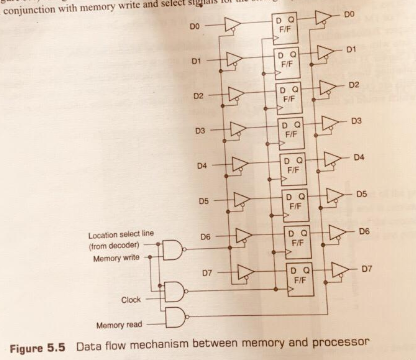 conjunction with memory write and select signals for the
D0 D Q F/F D0
D1 D Q F/F D1
D2 D Q F/F D2
D3 D Q F/F D3
D4 D Q F/F D4
D5 D Q F/F D5
D6 D Q F/F D6
D7 D Q F/F D7
Location select line
(from decoder)
Memory write
Clock
Memory read
Figure 5.5 Data flow mechanism between memory and processor